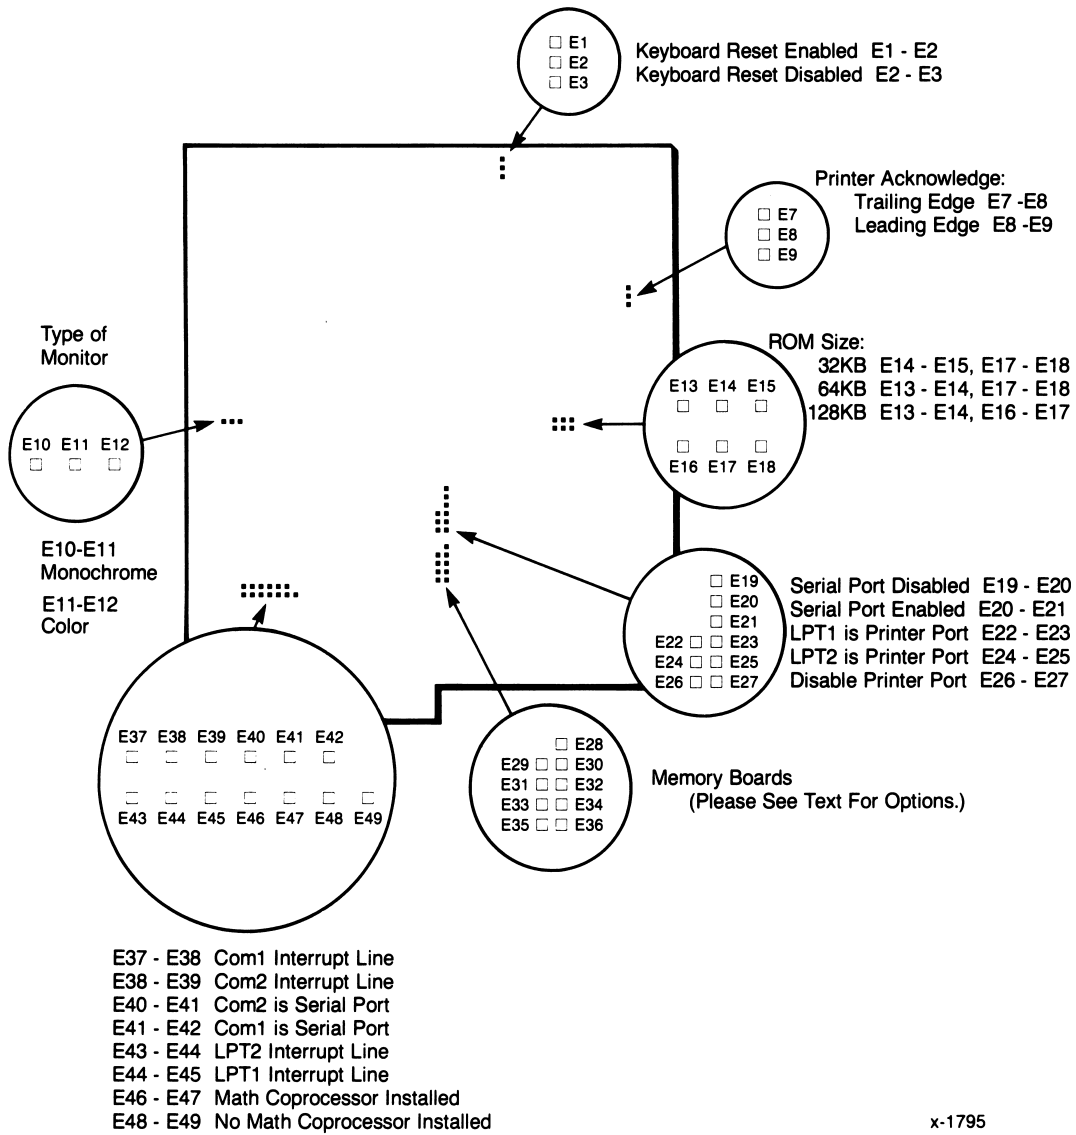 E1
E2
E3
Keyboard Reset Enabled E1 - E2
Keyboard Reset Disabled E2 - E3
Printer Acknowledge:
Trailing Edge E7 -E8
Leading Edge E8 -E9
E7
E8
E9
Type of
Monitor
E10 E11 E12
E10-E11
Monochrome
E11-E12
Color
ROM Size:
32KB E14 - E15, E17 - E18
64KB E13 - E14, E17 - E18
128KB E13 - E14, E16 - E17
E13 E14 E15
E16 E17 E18
E19
E20
E21
E22 E23
E24 E25
E26 E27
Serial Port Disabled E19 - E20
Serial Port Enabled E20 - E21
LPT1 is Printer Port E22 - E23
LPT2 is Printer Port E24 - E25
Disable Printer Port E26 - E27
E28
E29 E30
E31 E32
E33 E34
E35 E36
Memory Boards
(Please See Text For Options.)
E37 E38 E39 E40 E41 E42
E43 E44 E45 E46 E47 E48 E49
E37 - E38 Com1 Interrupt Line
E38 - E39 Com2 Interrupt Line
E40 - E41 Com2 is Serial Port
E41 - E42 Com1 is Serial Port
E43 - E44 LPT2 Interrupt Line
E44 - E45 LPT1 Interrupt Line
E46 - E47 Math Coprocessor Installed
E48 - E49 No Math Coprocessor Installed
x-1795